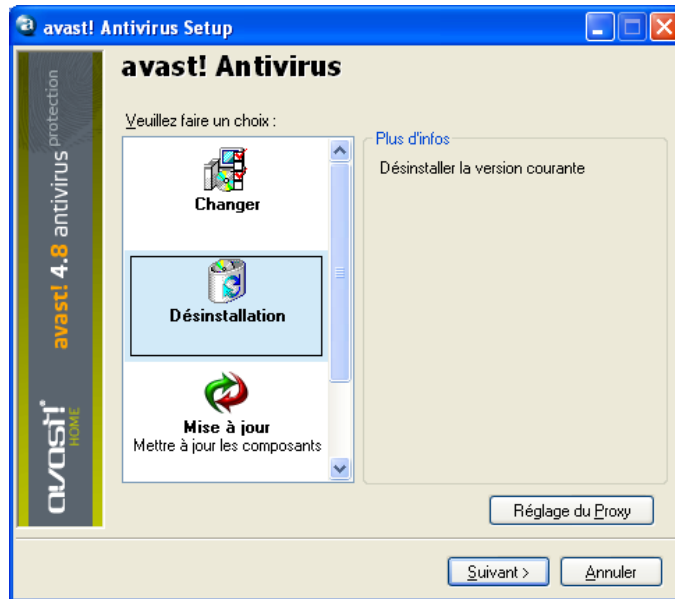 avast! Antivirus Setup
avast! Antivirus
Veuillez faire un choix :
Changer
Désinstallation
Mise à jour
Mettre à jour les composants
Plus d'infos
Désinstaller la version courante
Réglage du Proxy
Suivant >
Annuler
avast! 4.8 antivirus protection
avast!
HOME